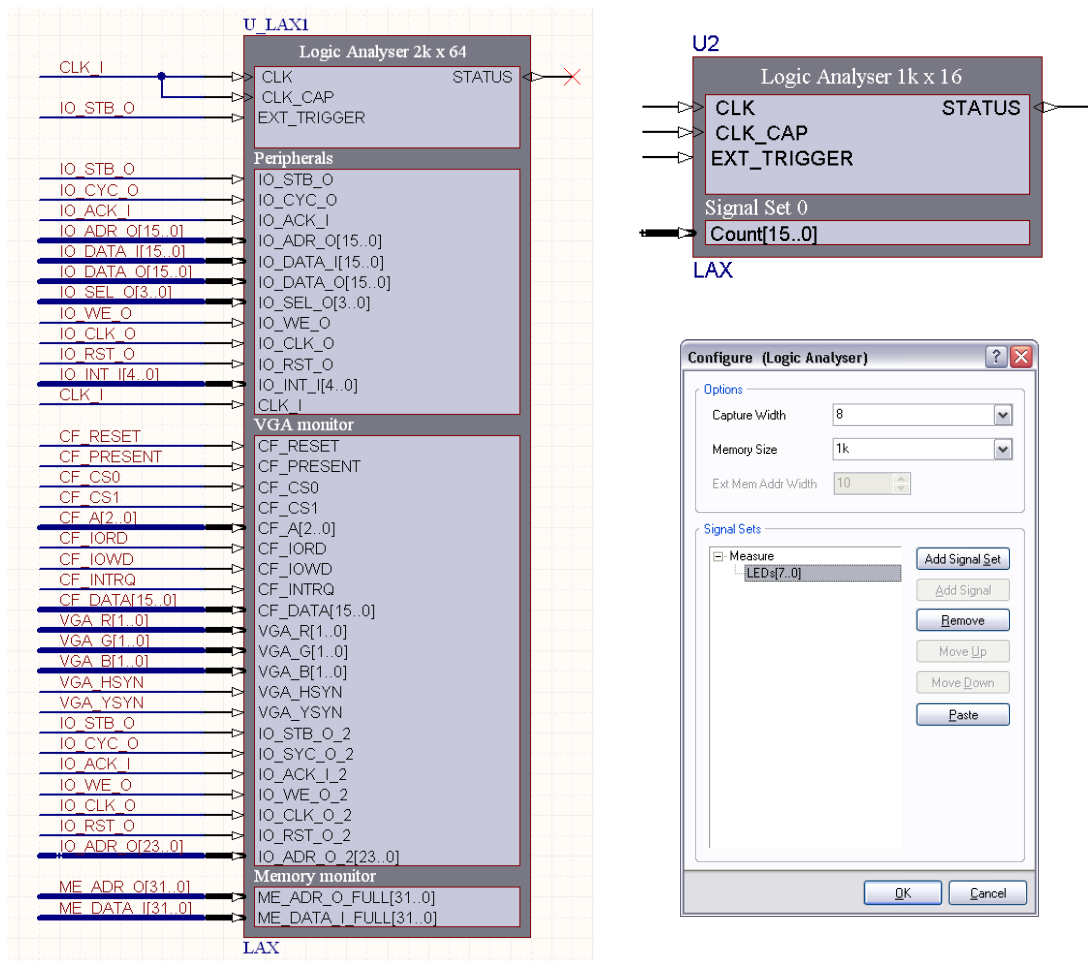 U_LAX1
Logic Analyser 2k x 64
CLK_I
CLK
STATUS
CLK_CAP
IO_STB_O
EXT_TRIGGER
Peripherals
IO_STB_O
IO_STB_O
IO_CYC_O
IO_CYC_O
IO_ACK_I
IO_ACK_I
IO_ADR_O[15..0]
IO_ADR_O[15..0]
IO_DATA_I[15..0]
IO_DATA_I[15..0]
IO_DATA_O[15..0]
IO_DATA_O[15..0]
IO_SEL_O[3..0]
IO_SEL_O[3..0]
IO_WE_O
IO_WE_O
IO_CLK_O
IO_CLK_O
IO_RST_O
IO_RST_O
IO_INT_I[4..0]
IO_INT_I[4..0]
CLK_I
CLK_I
VGA monitor
CF_RESET
CF_RESET
CF_PRESENT
CF_PRESENT
CF_CS0
CF_CS0
CF_CS1
CF_CS1
CF_A[2..0]
CF_A[2..0]
CF_IORD
CF_IORD
CF_IOWD
CF_IOWD
CF_INTRQ
CF_INTRQ
CF_DATA[15..0]
CF_DATA[15..0]
VGA_R[1..0]
VGA_R[1..0]
VGA_G[1..0]
VGA_G[1..0]
VGA_B[1..0]
VGA_B[1..0]
VGA_HSYN
VGA_HSYN
VGA_YSYN
VGA_YSYN
IO_STB_O
IO_STB_O_2
IO_CYC_O
IO_SYC_O_2
IO_ACK_I
IO_ACK_I_2
IO_WE_O
IO_WE_O_2
IO_CLK_O
IO_CLK_O_2
IO_RST_O
IO_RST_O_2
IO_ADR_O[23..0]
IO_ADR_O_2[23..0]
Memory monitor
ME_ADR_O[31..0]
ME_ADR_O_FULL[31..0]
ME_DATA_I[31..0]
ME_DATA_I_FULL[31..0]
LAX
U2
Logic Analyser 1k x 16
CLK
STATUS
CLK_CAP
EXT_TRIGGER
Signal Set 0
Count[15..0]
LAX
Configure (Logic Analyser)
Options
Capture Width 8
Memory Size 1k
Ext Mem Addr Width 10
Signal Sets
Measure
LEDs[7..0]
Add Signal Set
Add Signal
Remove
Move Up
Move Down
Paste
OK
Cancel